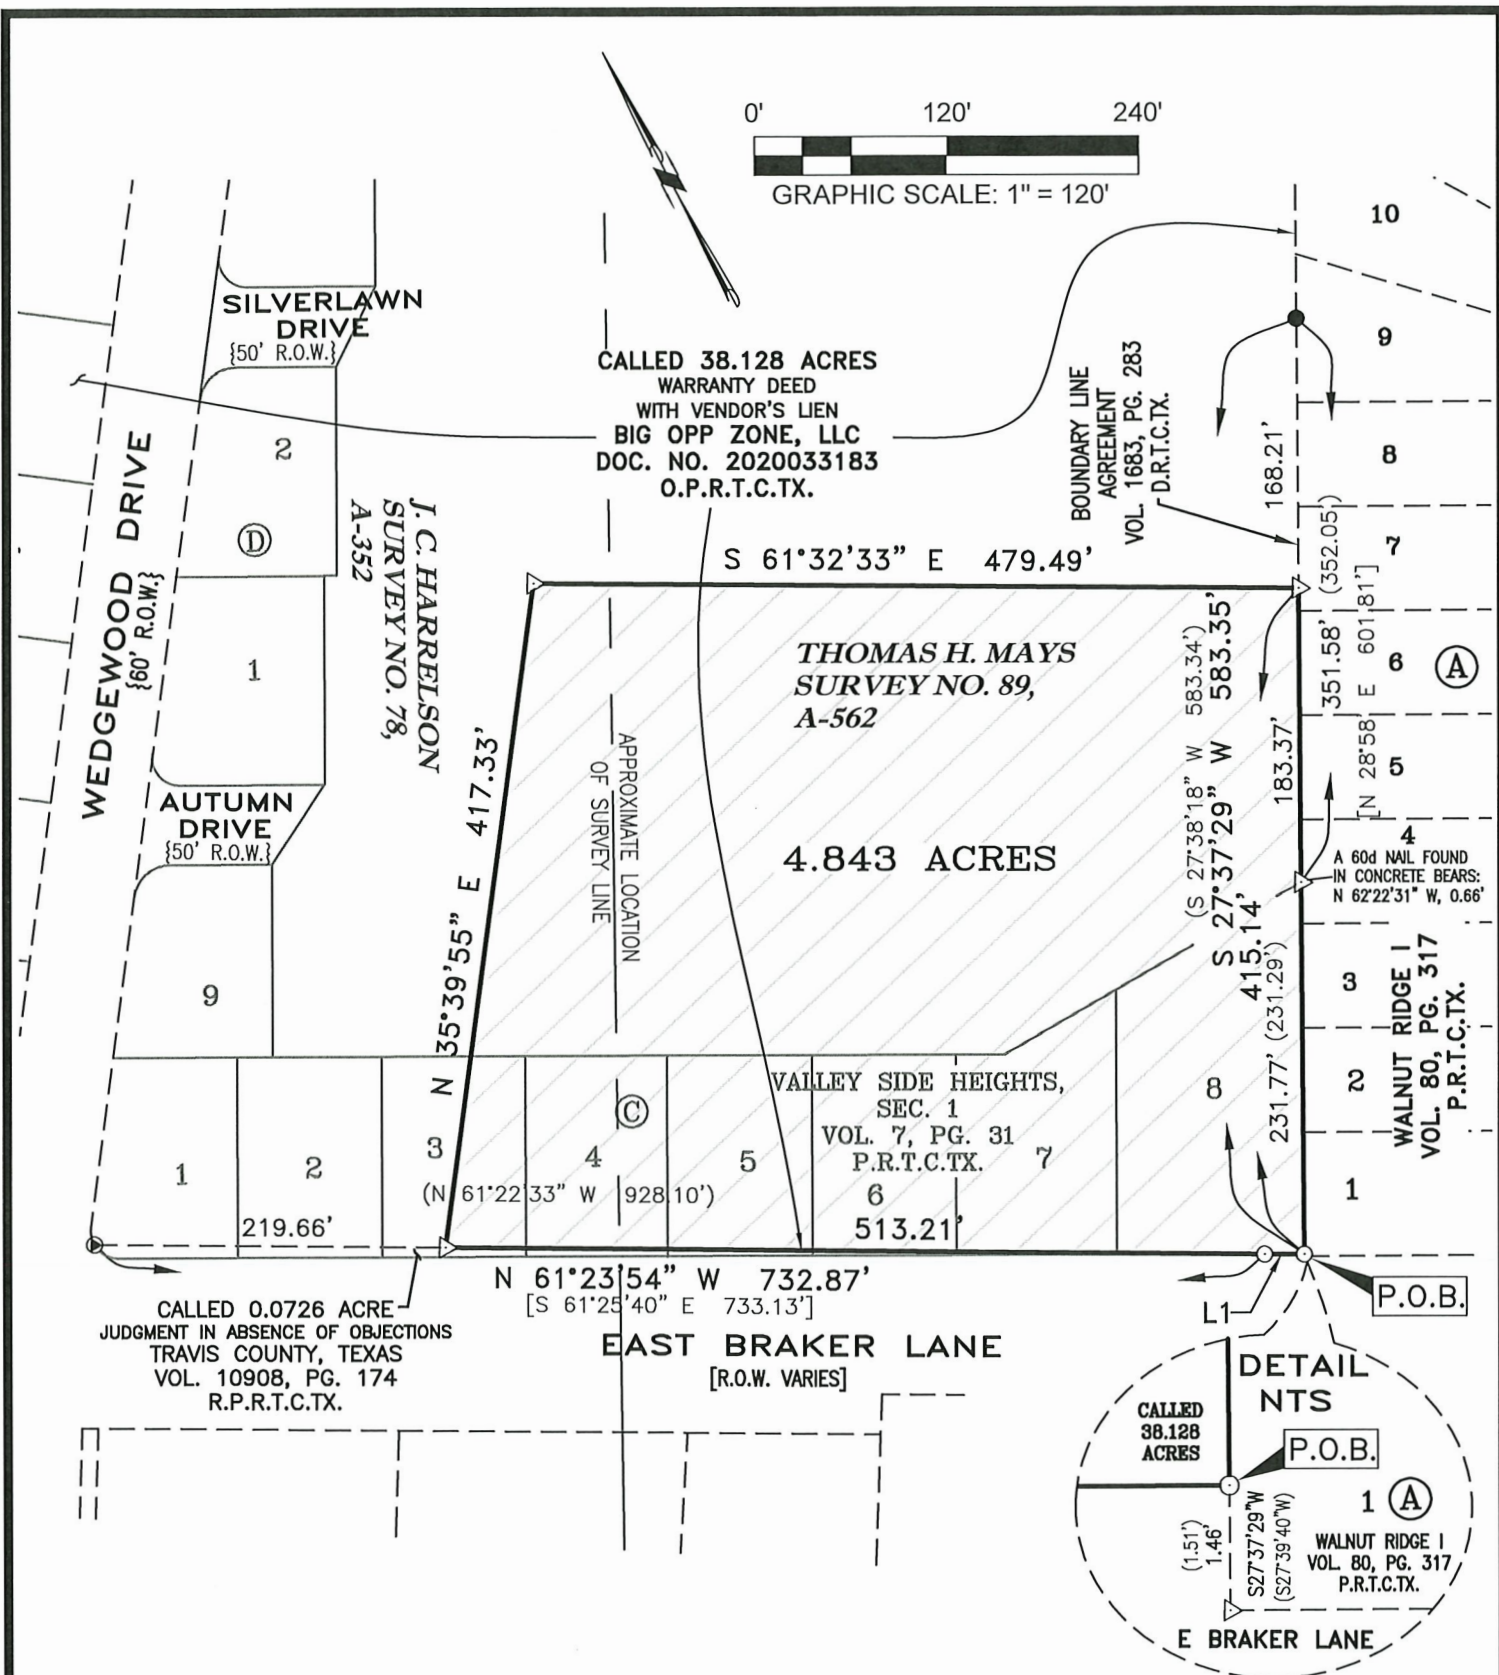 0' 120' 240'
GRAPHIC SCALE: 1" = 120'
10
9
8
7
6
5
4
3
2
1
A
SILVERLAWN
DRIVE
{50' R.O.W.}
CALLED 38.128 ACRES
WARRANTY DEED
WITH VENDOR'S LIEN
BIG OPP ZONE, LLC
DOC. NO. 2020033183
O.P.R.T.C.TX.
BOUNDARY LINE
AGREEMENT
VOL. 1683, PG. 283
D.R.T.C.TX.
168.21'
2
D
1
9
WEDGEWOOD DRIVE
{60' R.O.W.}
J. C. HARRELSON
SURVEY NO. 78,
A-352
S 61°32'33" E 479.49'
(352.05')
351.58'
[N 28°58' E 601.81']
THOMAS H. MAYS
SURVEY NO. 89,
A-562
(S 27°38'18" W 583.34')
S 27°37'29" W 583.35'
183.37'
415.14'
AUTUMN
DRIVE
{50' R.O.W.}
N 35°39'55" E 417.33'
APPROXIMATE LOCATION
OF SURVEY LINE
4.843 ACRES
A 60d NAIL FOUND
IN CONCRETE BEARS:
N 62°22'31" W, 0.66'
WALNUT RIDGE I
VOL. 80, PG. 317
P.R.T.C.TX.
231.77' (231.29')
VALLEY SIDE HEIGHTS,
SEC. 1
VOL. 7, PG. 31
P.R.T.C.TX.
C
1
2
3
4
5
6
7
8
(N 61°22'33" W 928.10')
219.66'
513.21'
N 61°23'54" W 732.87'
[S 61°25'40" E 733.13']
EAST BRAKER LANE
[R.O.W. VARIES]
CALLED 0.0726 ACRE
JUDGMENT IN ABSENCE OF OBJECTIONS
TRAVIS COUNTY, TEXAS
VOL. 10908, PG. 174
R.P.R.T.C.TX.
L1
P.O.B.
DETAIL
NTS
CALLED
38.128
ACRES
P.O.B.
1 A
(1.51')
1.46'
S27°37'29"W
(S27°39'40"W)
WALNUT RIDGE I
VOL. 80, PG. 317
P.R.T.C.TX.
E BRAKER LANE